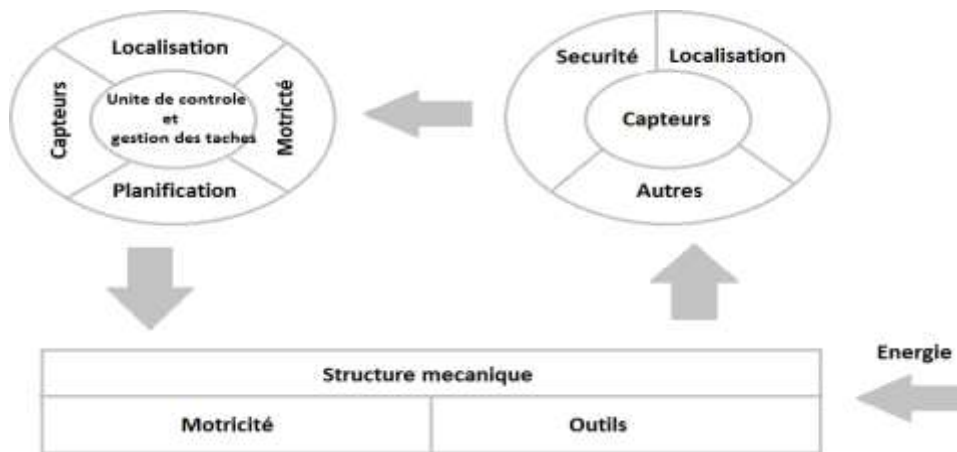 Localisation
Capteurs
Unite de controle
et
gestion des taches
Motricté
Planification
Securité
Localisation
Capteurs
Autres
Energie
Structure mecanique
Motricité
Outils